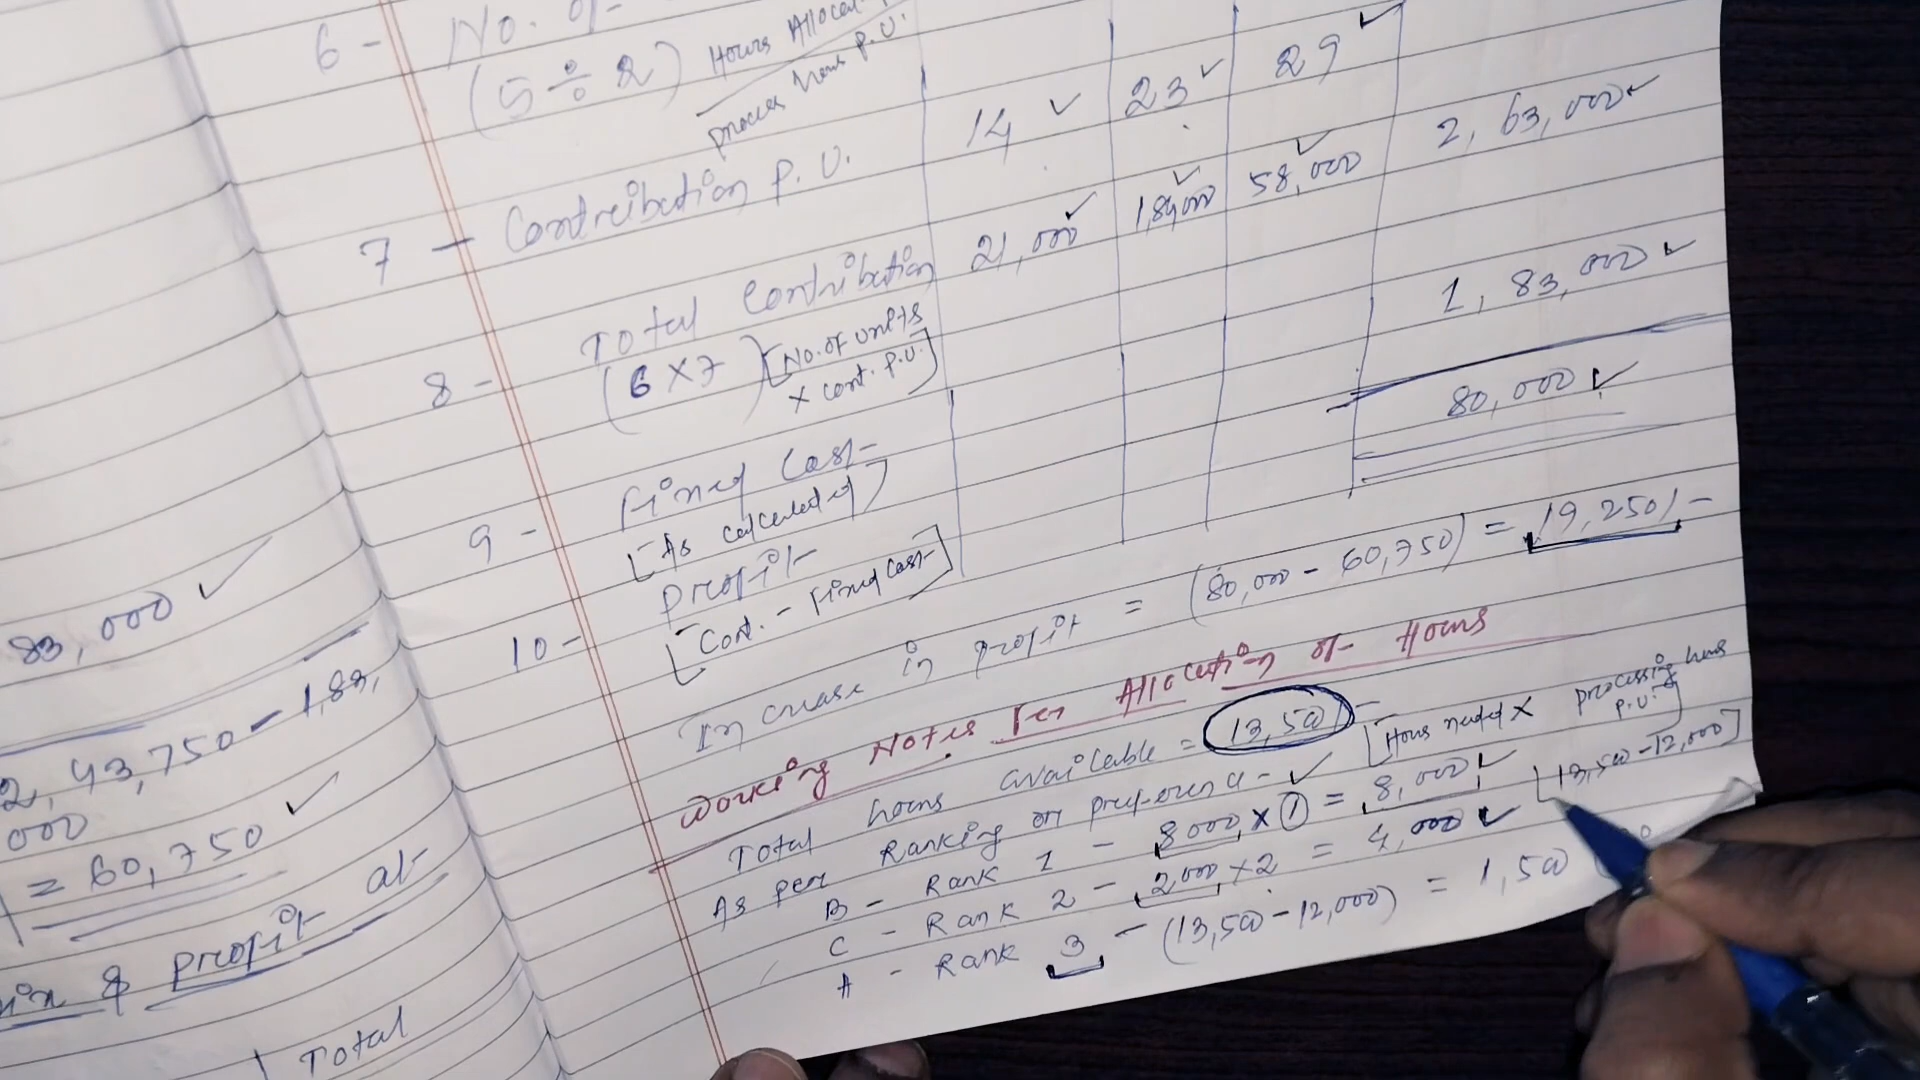 83,000
2,43,750 - 1,83,
000
= 60,750
& profit at
Total
6 - No. of
(5 ÷ 2) Hours Allocat
process hours P.U.
7 - Contribution P.U. 14 23 29
8 - Total Contribution 21,000 1,84,000 58,000 2,63,000
(6 x 7) [No. of units
x cont. P.U.]
9 - Fixed Cost 1,83,000
[As calculated]
10 - profit 80,000
[Cont. - Fixed Cost]
Increase in profit = (80,000 - 60,750) = 19,250/-
Working Notes for Allocation of Hours
Total hours available = 13,500/-
As per Ranking or preference - [Hours needed x processing hours
P.U.]
B - Rank 1 - 8000 x 1 = 8,000
C - Rank 2 - 2,000 x 2 = 4,000 [13,500 - 12,000]
A - Rank 3 - (13,500 - 12,000) = 1,500